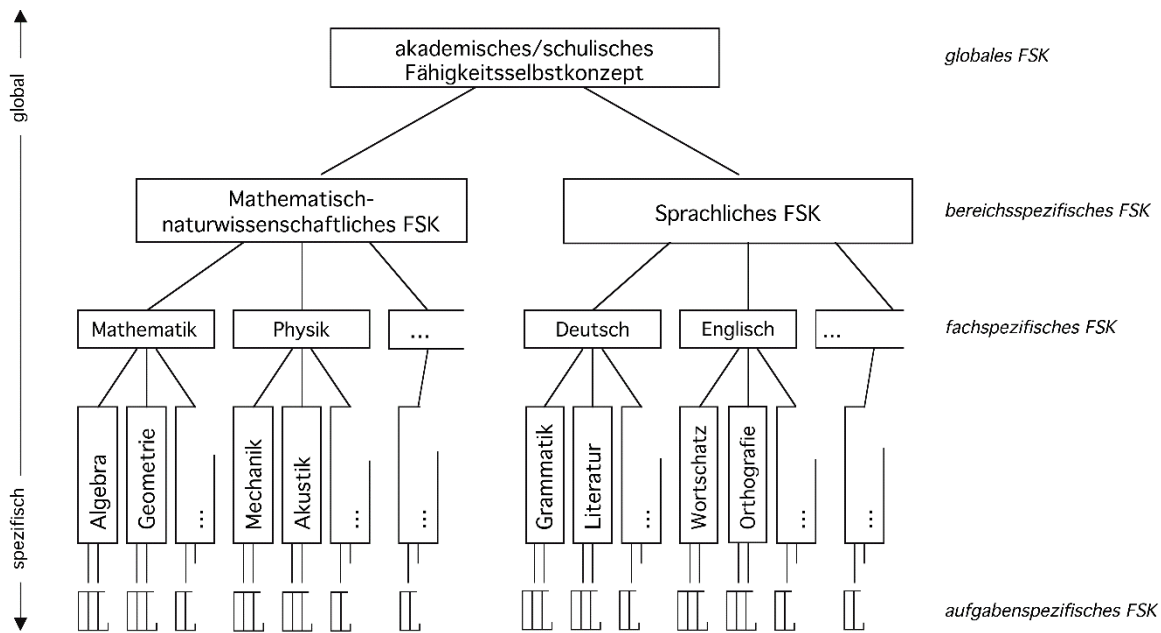 global
akademisches/schulisches
Fähigkeitsselbstkonzept
globales FSK
Mathematisch-
naturwissenschaftliches FSK
Sprachliches FSK
bereichsspezifisches FSK
Mathematik
Physik
...
Deutsch
Englisch
...
fachspezifisches FSK
Algebra
Geometrie
...
Mechanik
Akustik
...
...
Grammatik
Literatur
...
Wortschatz
Orthografie
...
...
spezifisch
aufgabenspezifisches FSK